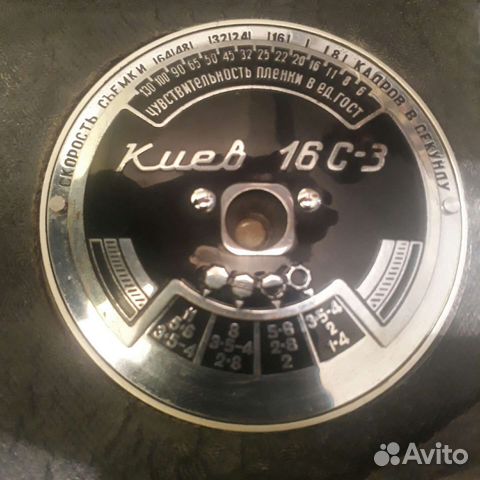 СКОРОСТЬ СЪЕМКИ |64|48| |32|24| |16| | |8| КАДРОВ В СЕКУНДУ
130 100 90 65 50 45 32 25 22 20 16 11 8 6
ЧУВСТВИТЕЛЬНОСТЬ ПЛЕНКИ В ЕД. ГОСТ
Киев 16С-3
11 8 5-6 3-5-4
5-6 3-5-4 2-8 2
3-5-4 2-8 2 1-4
Avito